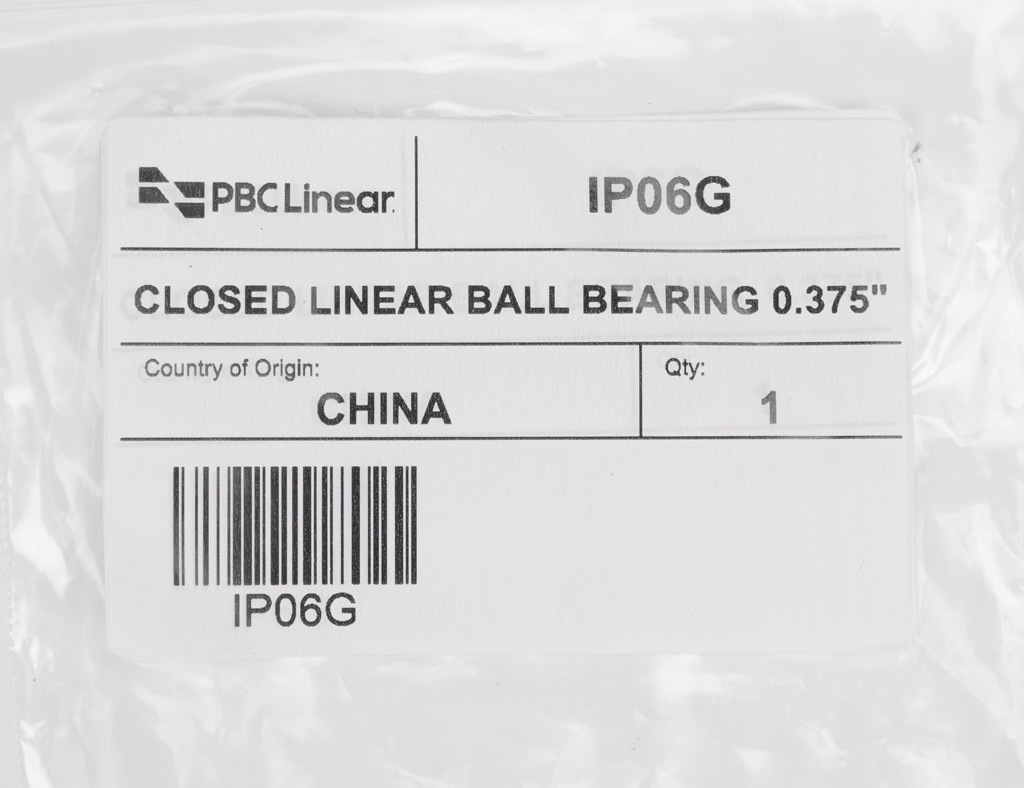 PBC Linear.
IP06G
CLOSED LINEAR BALL BEARING 0.375"
Country of Origin:
CHINA
Qty:
1
IP06G